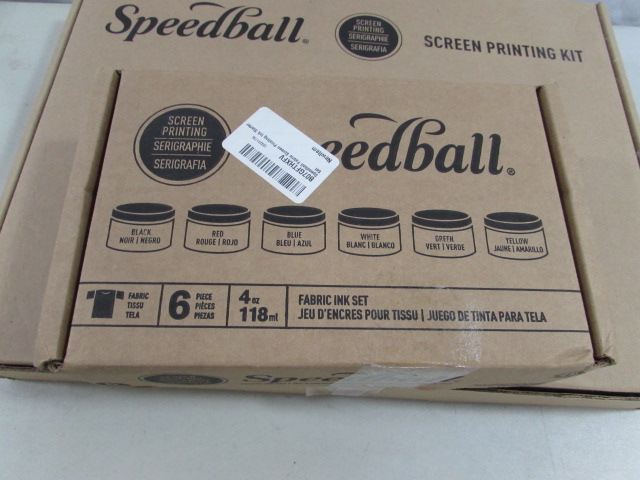 Speedball®
SCREEN
PRINTING
SERIGRAPHIE
SERIGRAFIA
SCREEN PRINTING KIT
SCREEN
PRINTING
SERIGRAPHIE
SERIGRAFIA
eedball®
Newitem
BLACK
NOIR | NEGRO
RED
ROUGE | ROJO
BLUE
BLEU | AZUL
WHITE
BLANC | BLANCO
GREEN
VERT | VERDE
YELLOW
JAUNE | AMARILLO
FABRIC
TISSU
TELA
6 PIECE
PIÈCES
PIEZAS
4 oz
118 ml
FABRIC INK SET
JEU D'ENCRES POUR TISSU | JUEGO DE TINTA PARA TELA